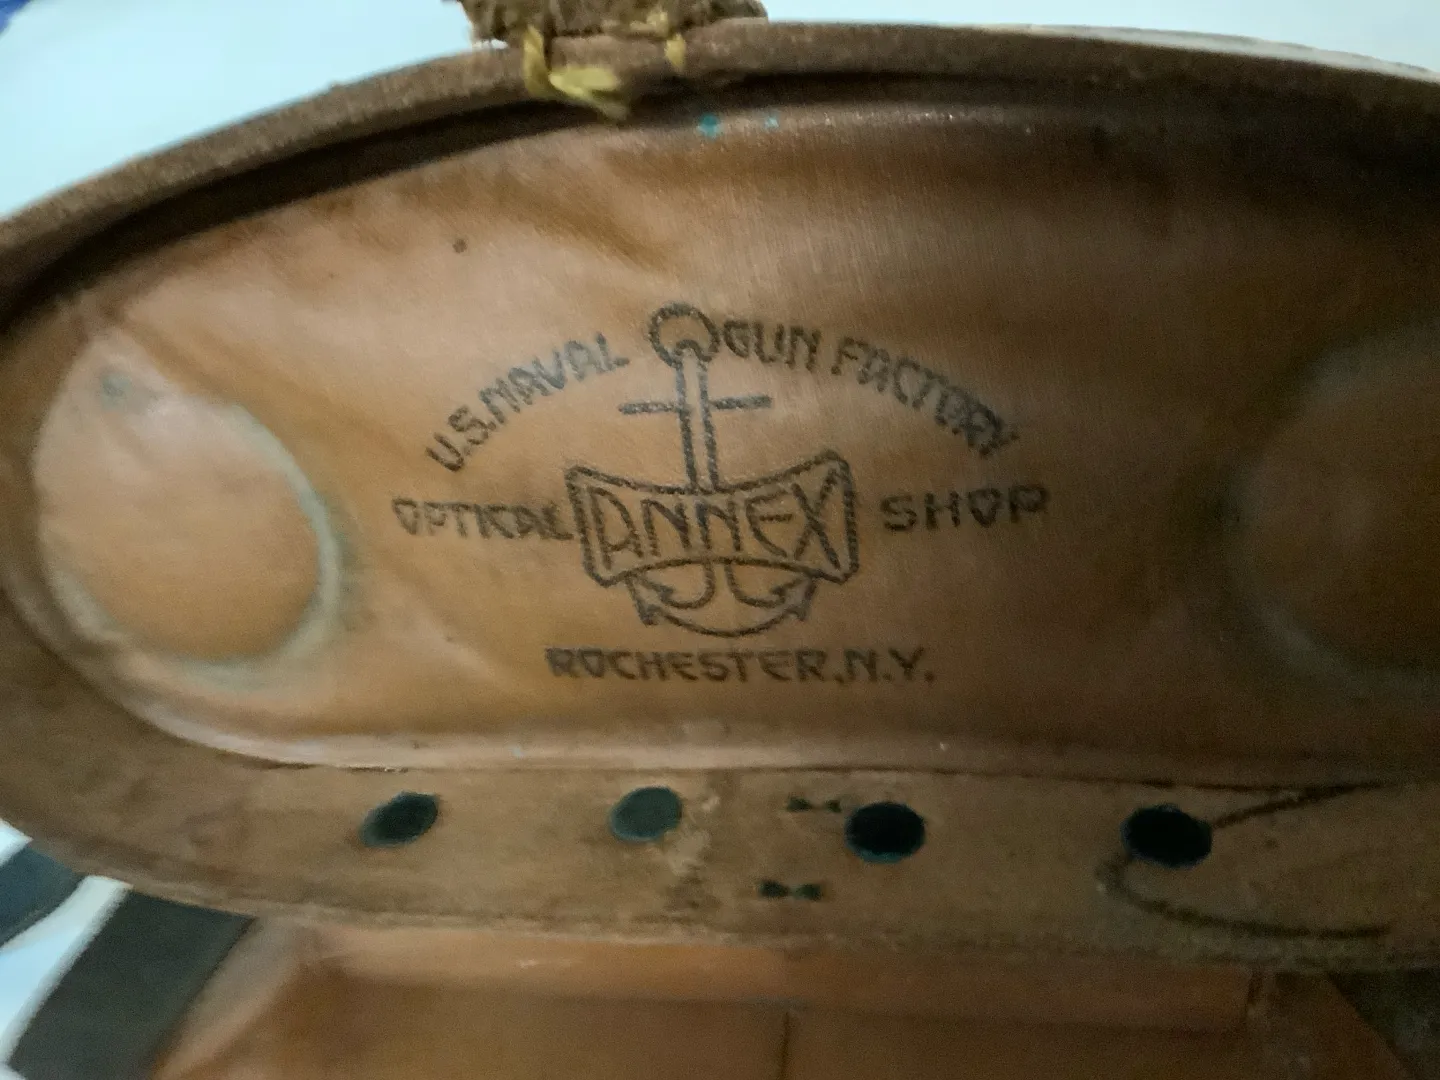 U.S. NAVAL GUN FACTORY
OPTICAL ANNEX SHOP
ROCHESTER, N.Y.